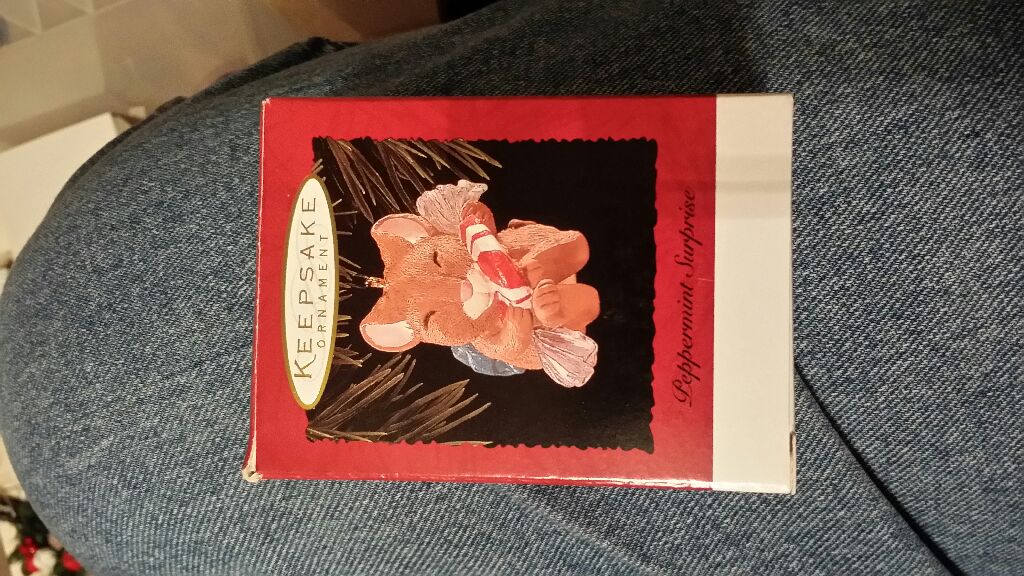 KEEPSAKE
ORNAMENT
Peppermint Surprise